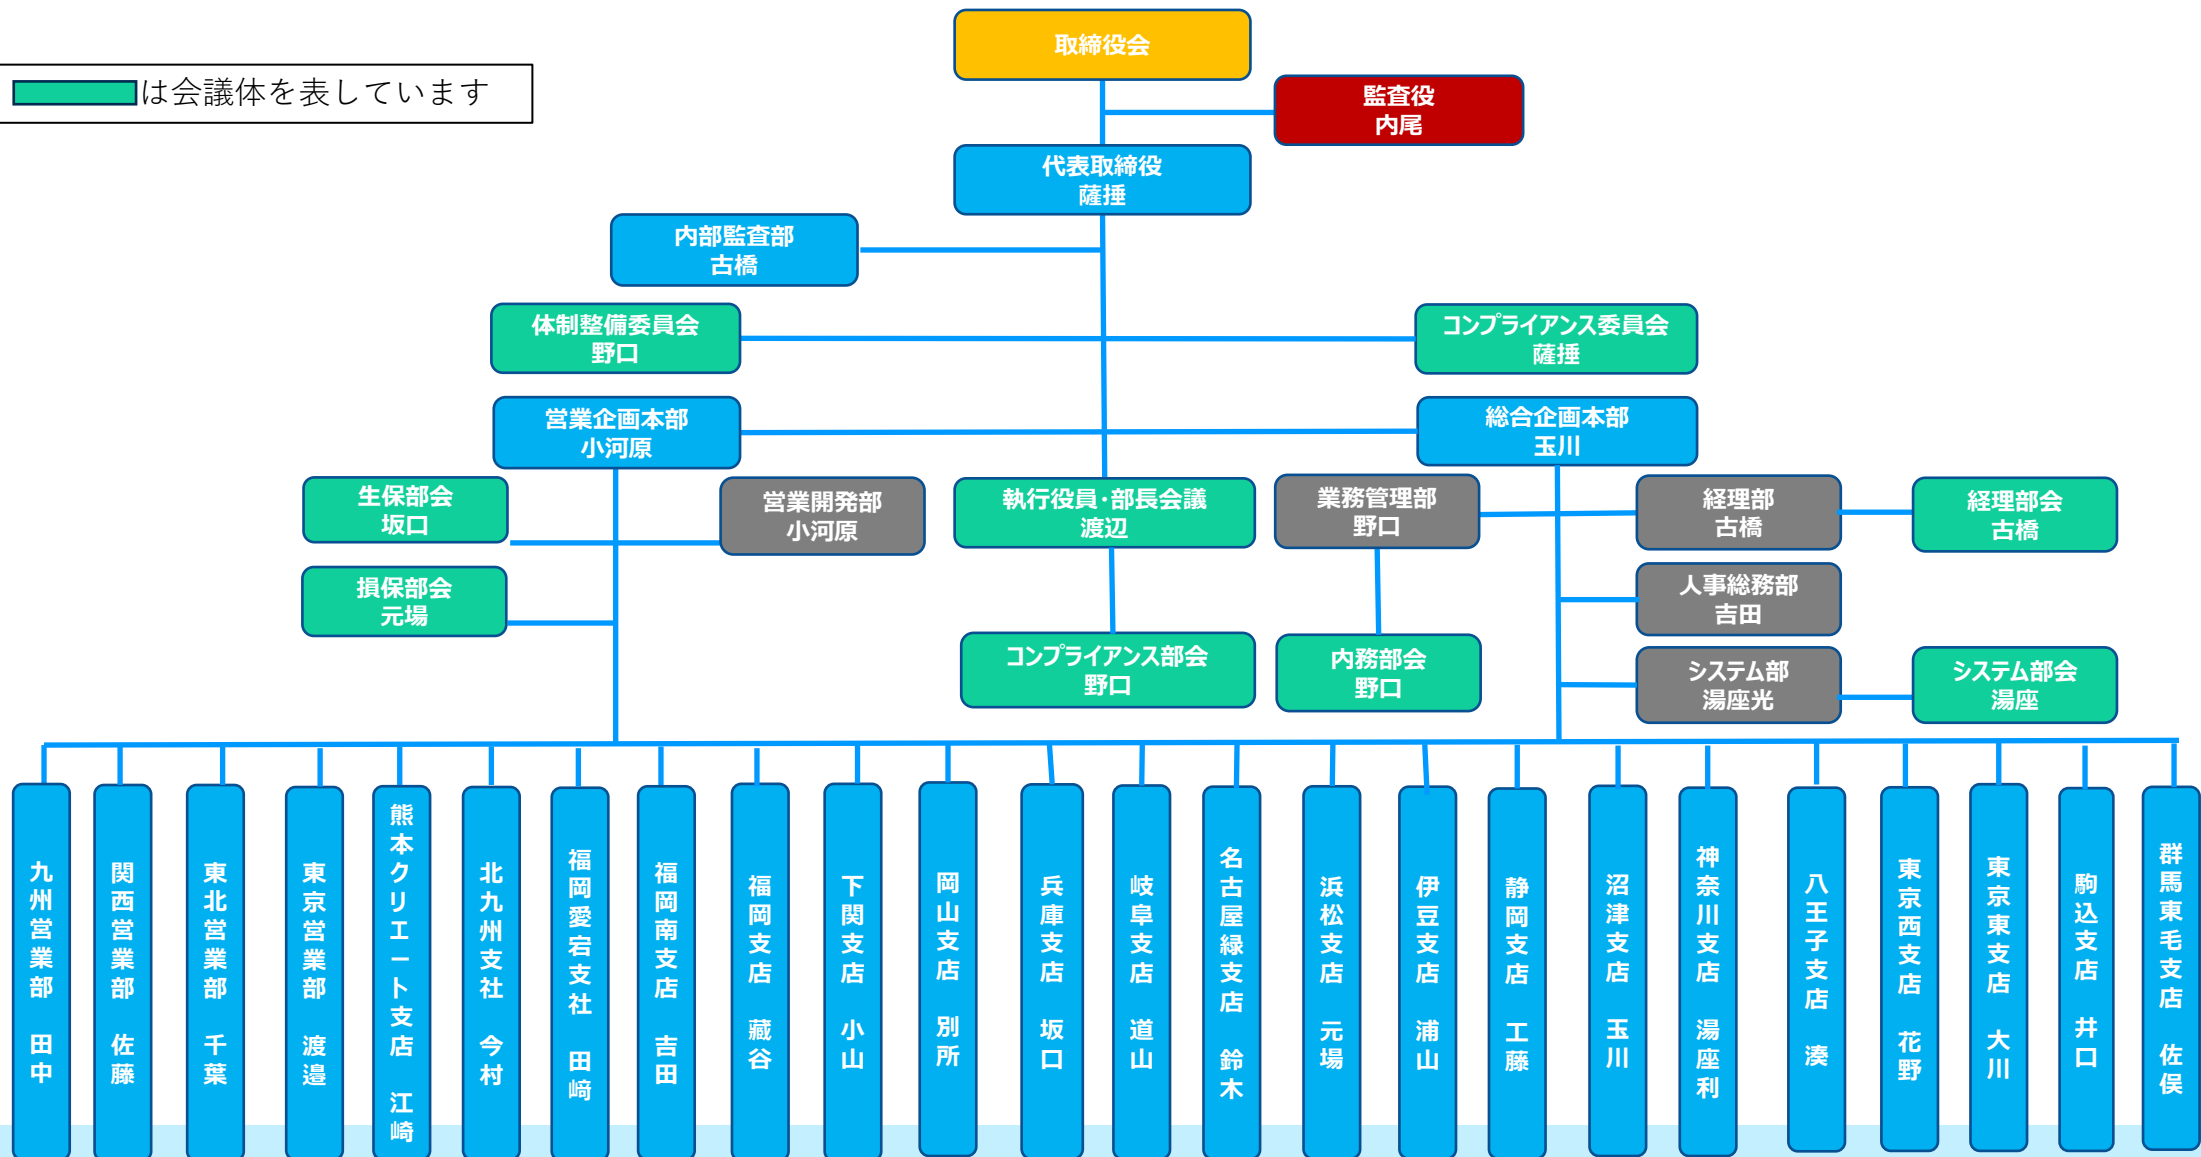 取締役会
は会議体を表しています
監査役
内尾
代表取締役
薩捶
内部監査部
古橋
体制整備委員会
野口
コンプライアンス委員会
薩捶
営業企画本部
小河原
総合企画本部
玉川
生保部会
坂口
営業開発部
小河原
執行役員・部長会議
渡辺
業務管理部
野口
経理部
古橋
経理部会
古橋
損保部会
元場
人事総務部
吉田
コンプライアンス部会
野口
内務部会
野口
システム部
湯座光
システム部会
湯座
九州営業部　田中
関西営業部　佐藤
東北営業部　千葉
東京営業部　渡邉
熊本クリエート支店　江崎
北九州支社　今村
福岡愛宕支社　田﨑
福岡南支店　吉田
福岡支店　藏谷
下関支店　小山
岡山支店　別所
兵庫支店　坂口
岐阜支店　道山
名古屋緑支店　鈴木
浜松支店　元場
伊豆支店　浦山
静岡支店　工藤
沼津支店　玉川
神奈川支店　湯座利
八王子支店　湊
東京西支店　花野
東京東支店　大川
駒込支店　井口
群馬東毛支店　佐俣